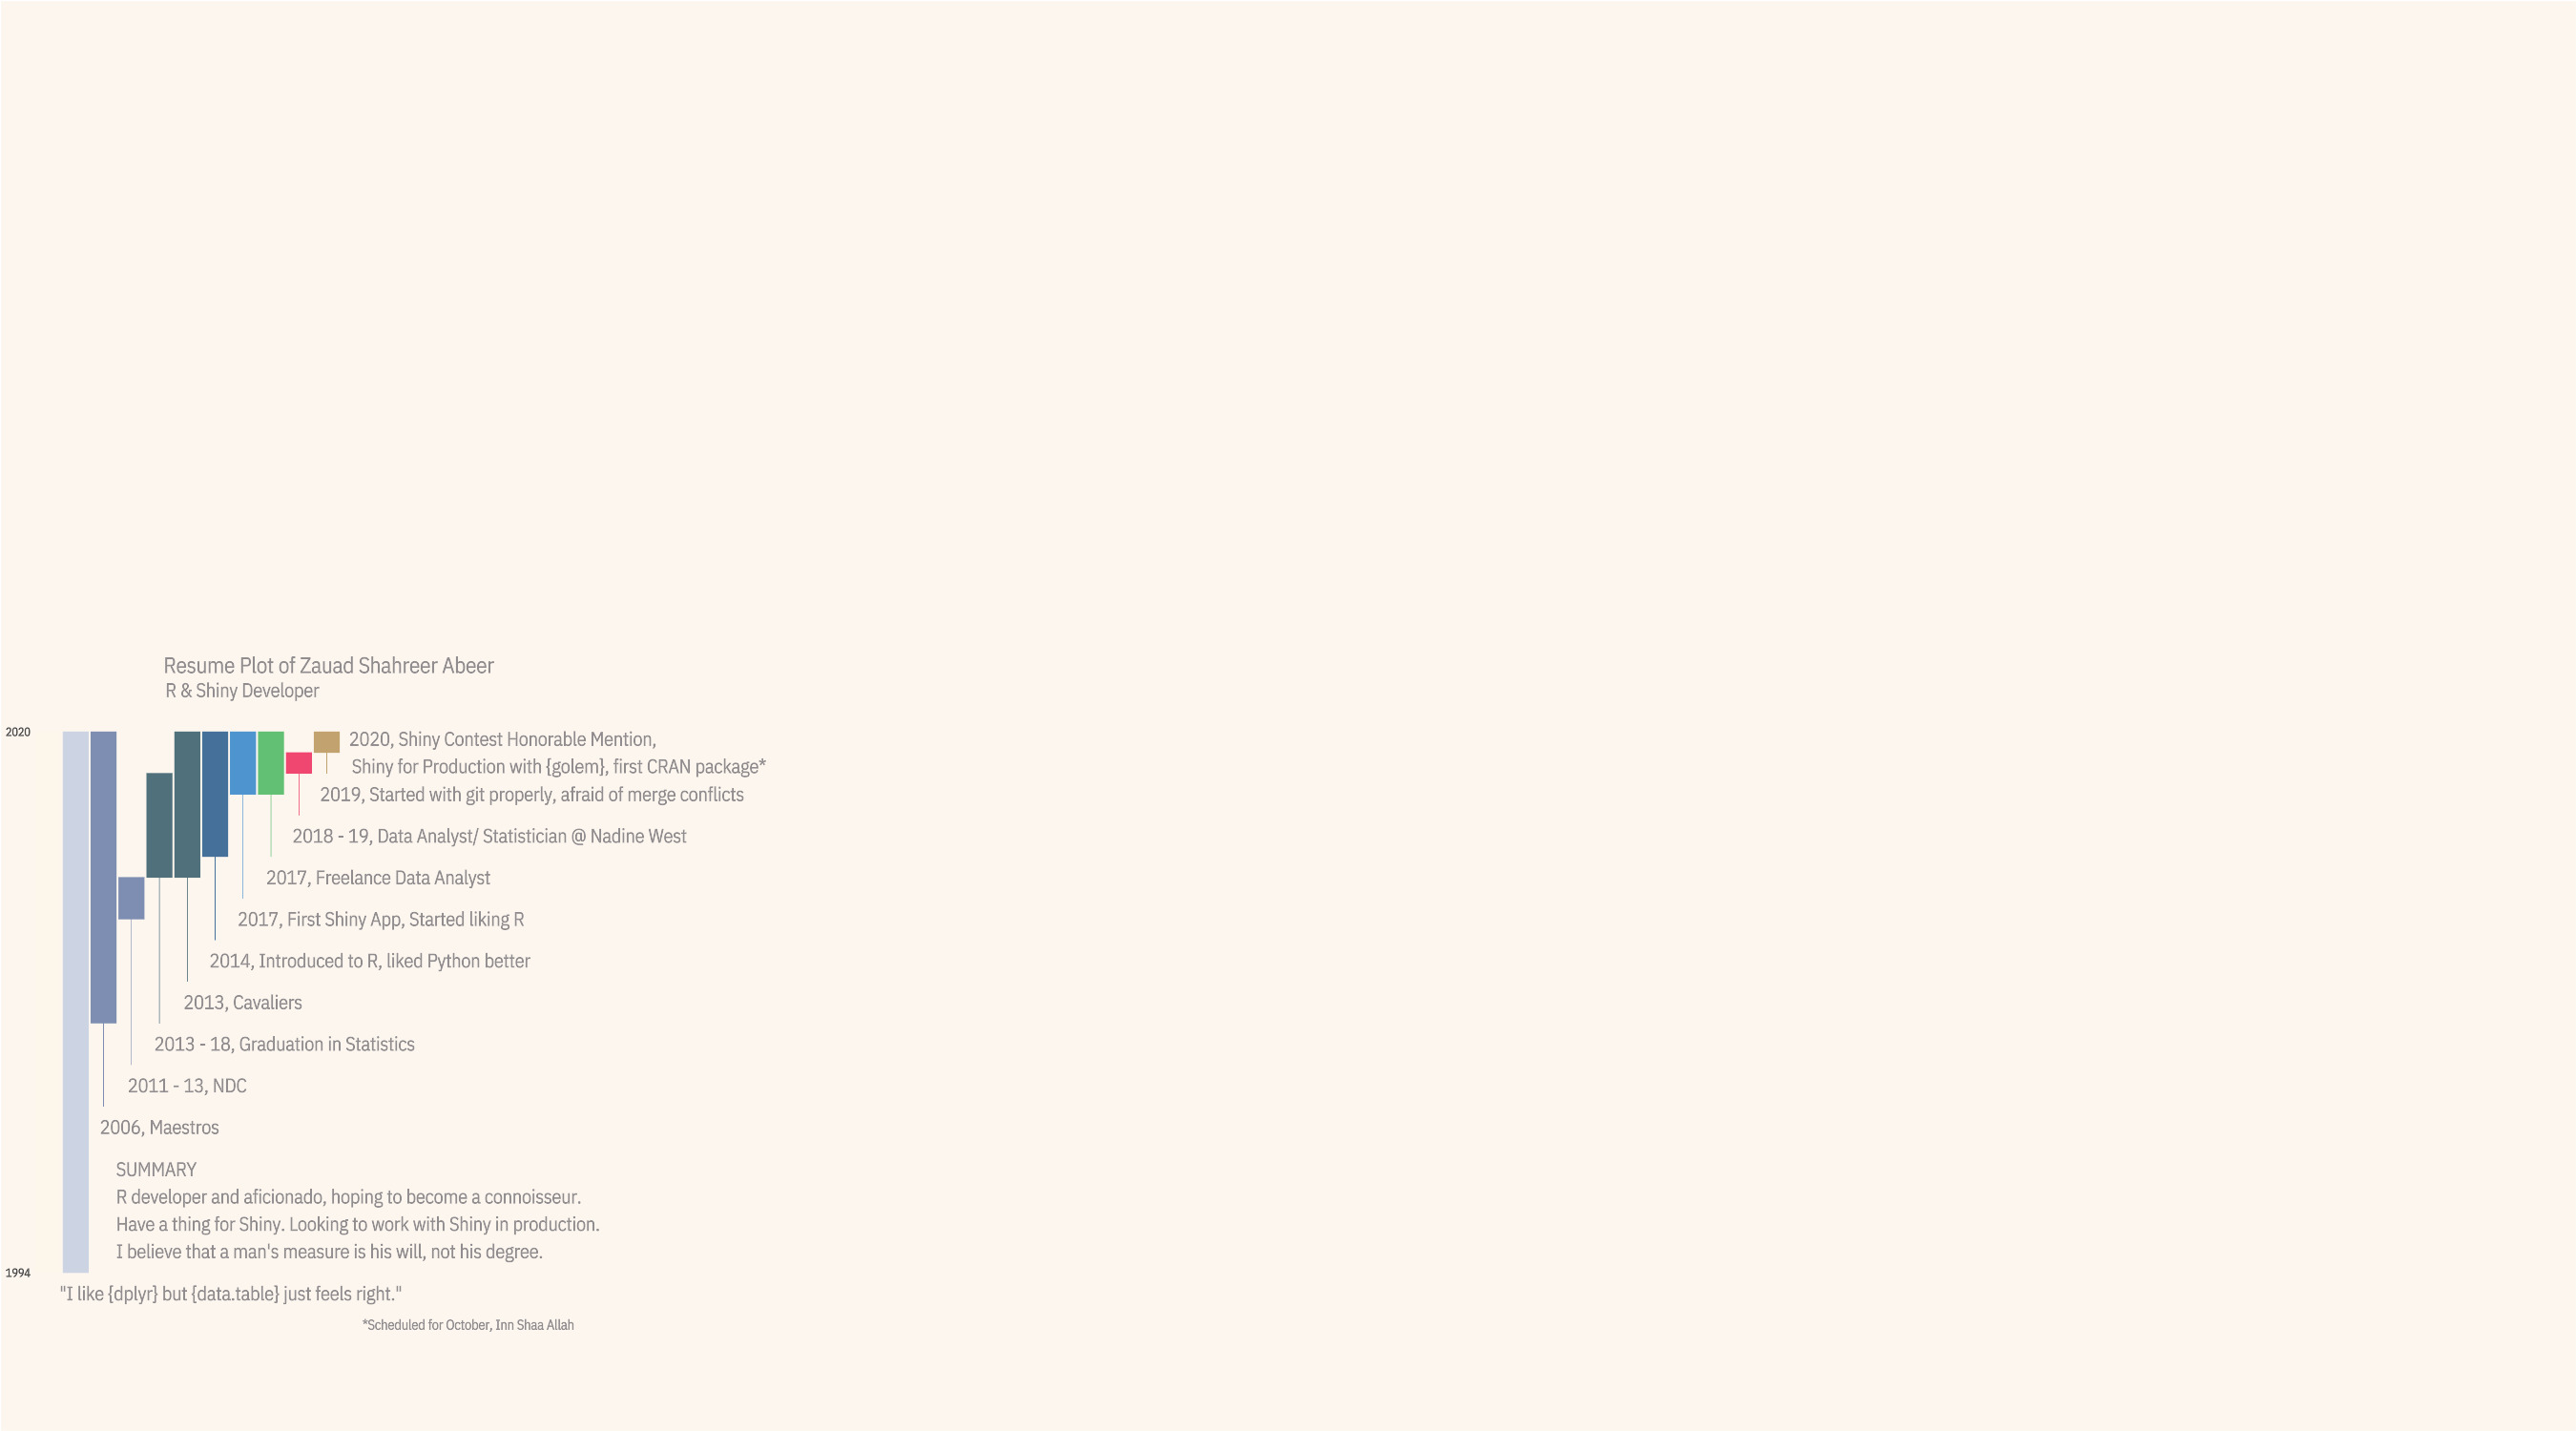 Resume Plot of Zauad Shahreer Abeer
R & Shiny Developer
2020
2020, Shiny Contest Honorable Mention,
Shiny for Production with {golem}, first CRAN package*
2019, Started with git properly, afraid of merge conflicts
2018 - 19, Data Analyst/ Statistician @ Nadine West
2017, Freelance Data Analyst
2017, First Shiny App, Started liking R
2014, Introduced to R, liked Python better
2013, Cavaliers
2013 - 18, Graduation in Statistics
2011 - 13, NDC
2006, Maestros
SUMMARY
R developer and aficionado, hoping to become a connoisseur.
Have a thing for Shiny. Looking to work with Shiny in production.
I believe that a man's measure is his will, not his degree.
1994
"I like {dplyr} but {data.table} just feels right."
*Scheduled for October, Inn Shaa Allah